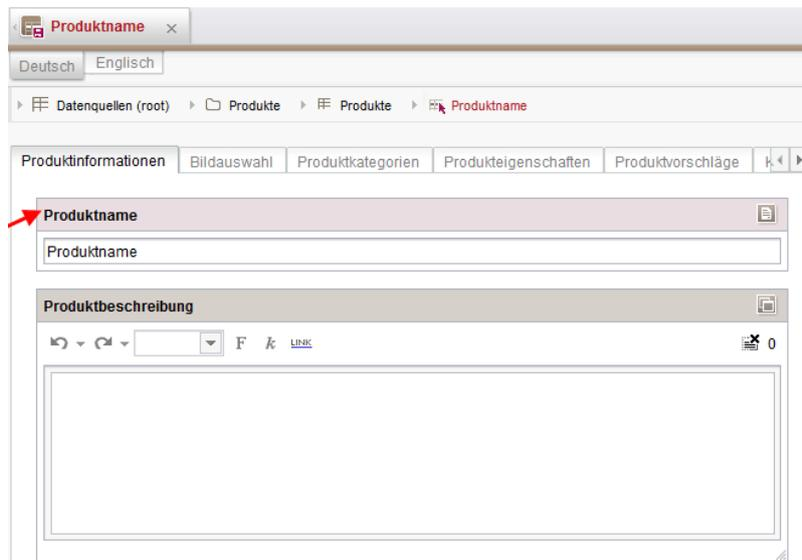 Produktname
Deutsch Englisch
Datenquellen (root) Produkte Produkte Produktname
Produktinformationen Bildauswahl Produktkategorien Produkteigenschaften Produktvorschläge
Produktname
Produktname
Produktbeschreibung
F k LINK 0